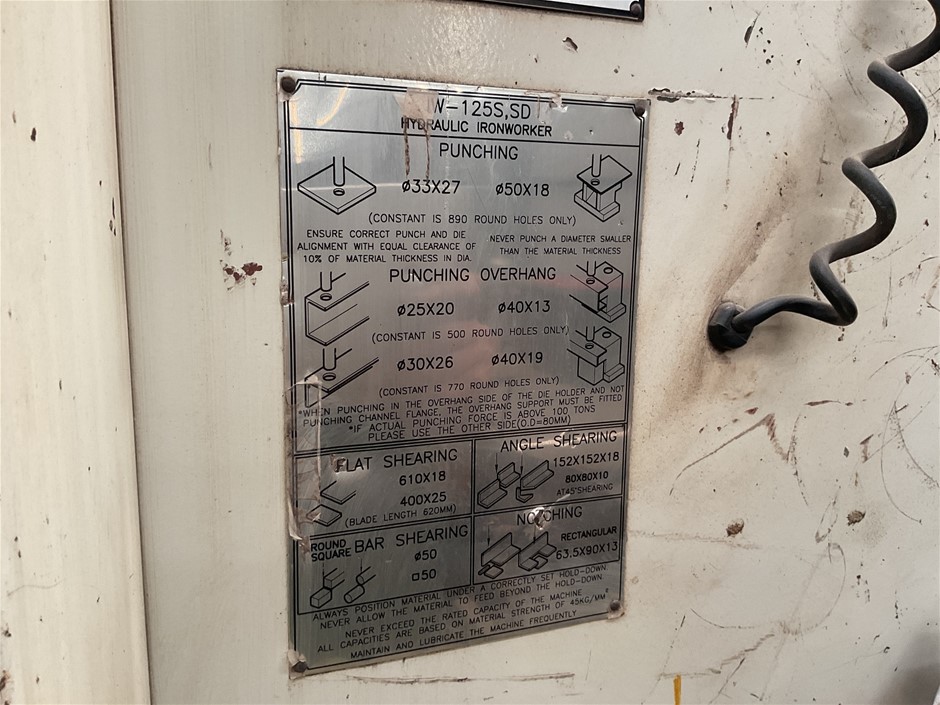 IW-125S,SD
HYDRAULIC IRONWORKER
PUNCHING
ø33X27 ø50X18
(CONSTANT IS 890 ROUND HOLES ONLY)
ENSURE CORRECT PUNCH AND DIE
ALIGNMENT WITH EQUAL CLEARANCE OF
10% OF MATERIAL THICKNESS IN DIA.
NEVER PUNCH A DIAMETER SMALLER
THAN THE MATERIAL THICKNESS
PUNCHING OVERHANG
ø25X20 ø40X13
(CONSTANT IS 500 ROUND HOLES ONLY)
ø30X26 ø40X19
(CONSTANT IS 770 ROUND HOLES ONLY)
*WHEN PUNCHING IN THE OVERHANG SIDE OF THE DIE HOLDER AND NOT
PUNCHING CHANNEL FLANGE, THE OVERHANG SUPPORT MUST BE FITTED
*IF ACTUAL PUNCHING FORCE IS ABOVE 100 TONS
PLEASE USE THE OTHER SIDE(O.D=80MM)
FLAT SHEARING
610X18
400X25
(BLADE LENGTH 620MM)
ANGLE SHEARING
152X152X18
80X80X10
AT45°SHEARING
ROUND
SQUARE
BAR SHEARING
ø50
□50
NOTCHING
RECTANGULAR
63.5X90X13
ALWAYS POSITION MATERIAL UNDER A CORRECTLY SET HOLD-DOWN.
NEVER ALLOW THE MATERIAL TO FEED BEYOND THE HOLD-DOWN.
NEVER EXCEED THE RATED CAPACITY OF THE MACHINE
ALL CAPACITIES ARE BASED ON MATERIAL STRENGTH OF 45KG/MM²
MAINTAIN AND LUBRICATE THE MACHINE FREQUENTLY